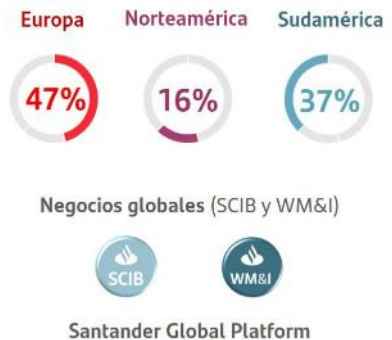 Europa Norteamérica Sudamérica
47% 16% 37%
Negocios globales (SCIB y WM&I)
SCIB WM&I
Santander Global Platform